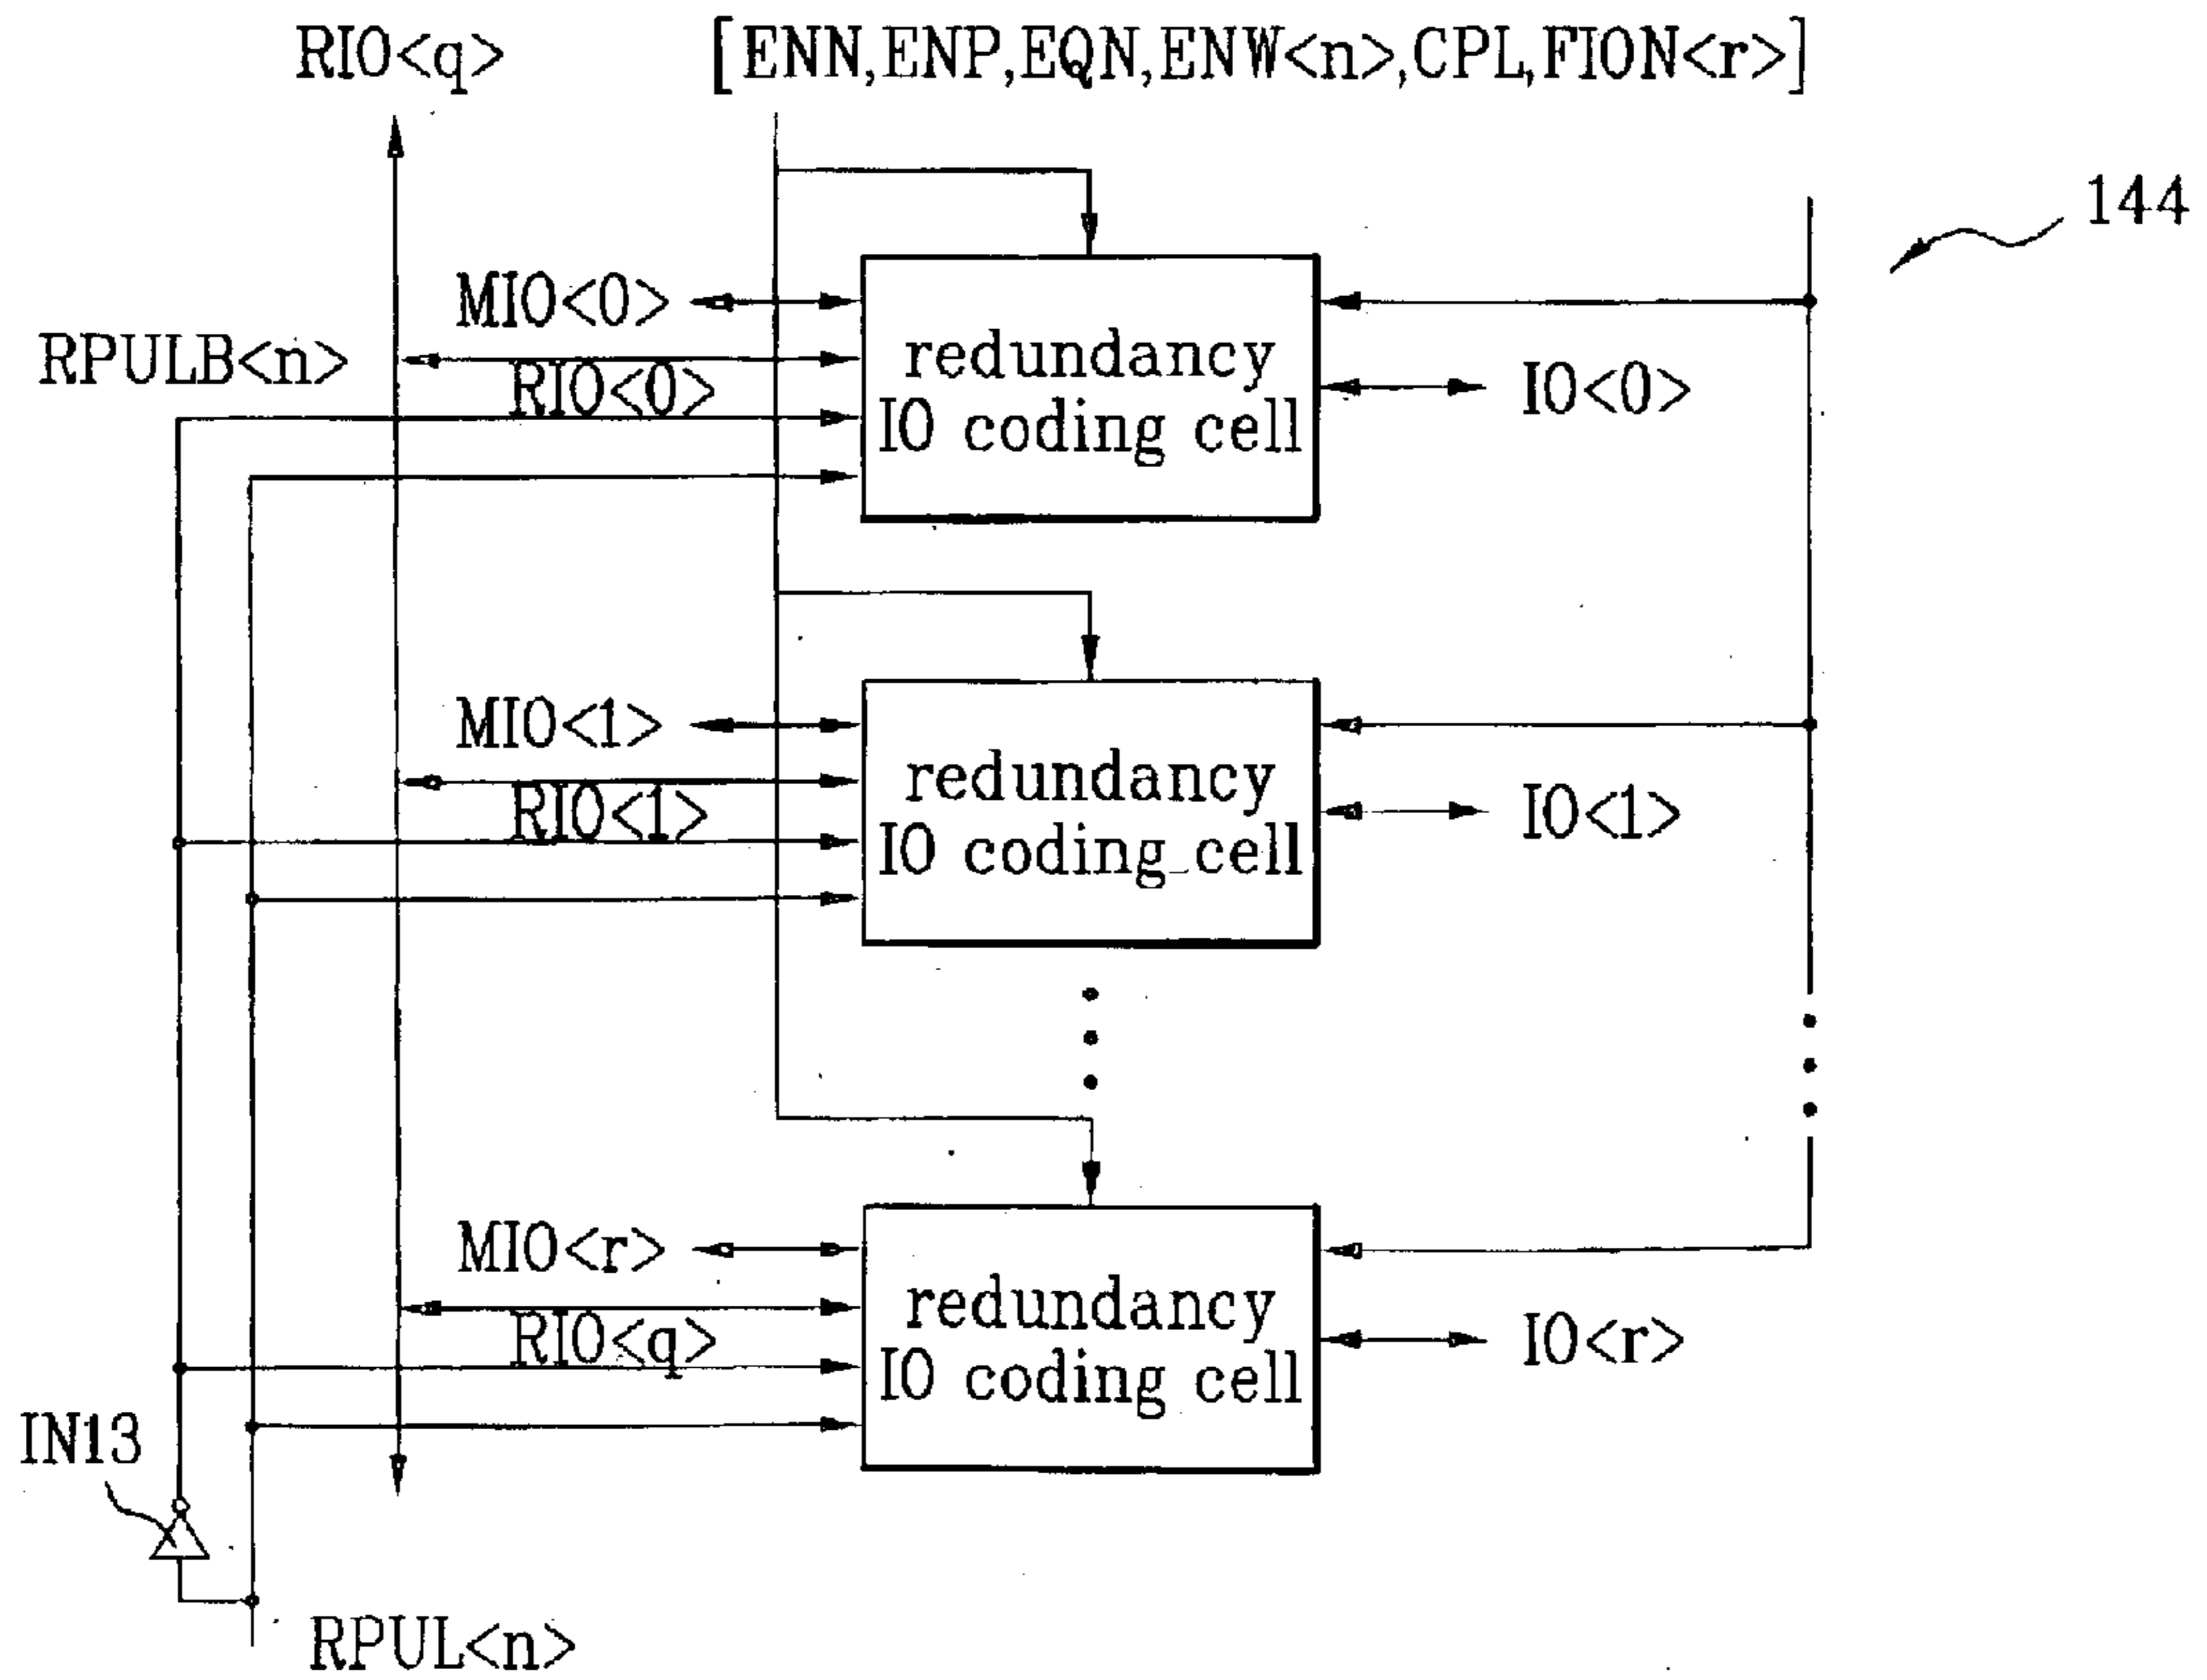 RIO<q>
[ENN,ENP,EQN,ENW<n>,CPL,FION<r>]
144
MIO<0>
RPULB<n>
RIO<0>
redundancy
IO coding cell
IO<0>
MIO<1>
RIO<1>
redundancy
IO coding cell
IO<1>
MIO<r>
RIO<q>
redundancy
IO coding cell
IO<r>
IN13
RPUL<n>